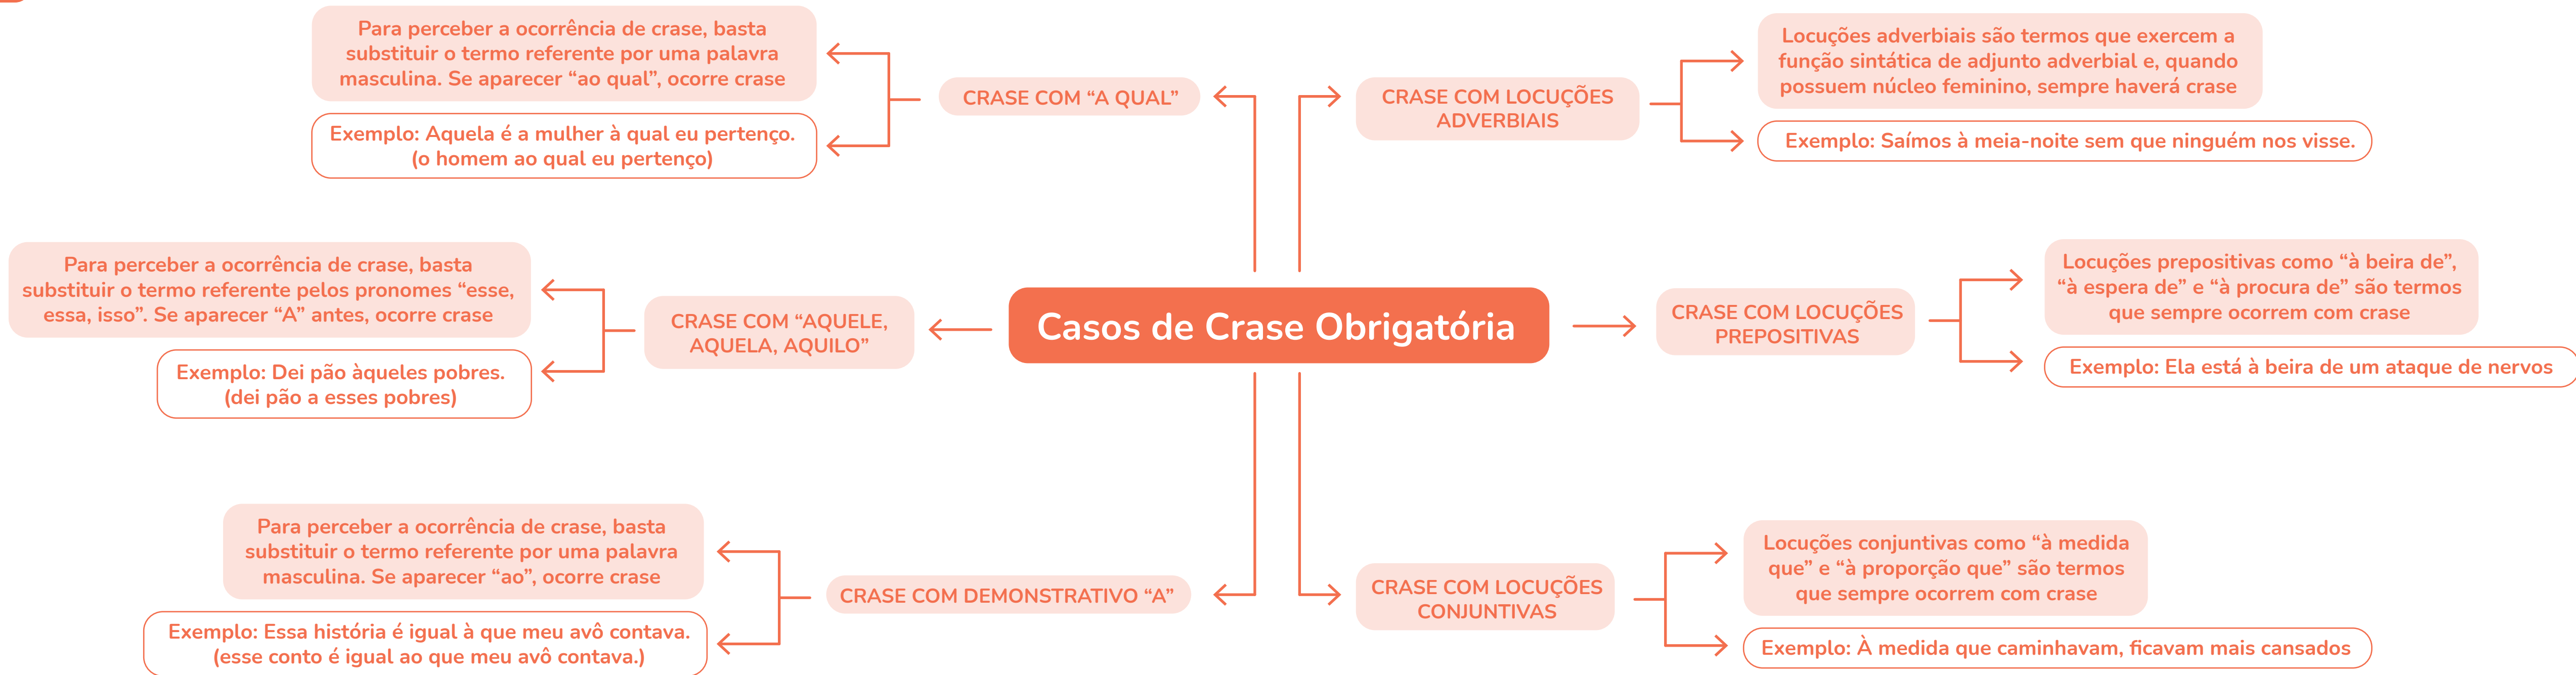 Para perceber a ocorrência de crase, basta
substituir o termo referente por uma palavra
masculina. Se aparecer “ao qual”, ocorre crase
Exemplo: Aquela é a mulher à qual eu pertenço.
(o homem ao qual eu pertenço)
CRASE COM “A QUAL”
CRASE COM LOCUÇÕES
ADVERBIAIS
Locuções adverbiais são termos que exercem a
função sintática de adjunto adverbial e, quando
possuem núcleo feminino, sempre haverá crase
Exemplo: Saímos à meia-noite sem que ninguém nos visse.
Para perceber a ocorrência de crase, basta
substituir o termo referente pelos pronomes “esse,
essa, isso”. Se aparecer “A” antes, ocorre crase
Exemplo: Dei pão àqueles pobres.
(dei pão a esses pobres)
CRASE COM “AQUELE,
AQUELA, AQUILO”
Casos de Crase Obrigatória
CRASE COM LOCUÇÕES
PREPOSITIVAS
Locuções prepositivas como “à beira de”,
“à espera de” e “à procura de” são termos
que sempre ocorrem com crase
Exemplo: Ela está à beira de um ataque de nervos
Para perceber a ocorrência de crase, basta
substituir o termo referente por uma palavra
masculina. Se aparecer “ao”, ocorre crase
Exemplo: Essa história é igual à que meu avô contava.
(esse conto é igual ao que meu avô contava.)
CRASE COM DEMONSTRATIVO “A”
CRASE COM LOCUÇÕES
CONJUNTIVAS
Locuções conjuntivas como “à medida
que” e “à proporção que” são termos
que sempre ocorrem com crase
Exemplo: À medida que caminhavam, ficavam mais cansados